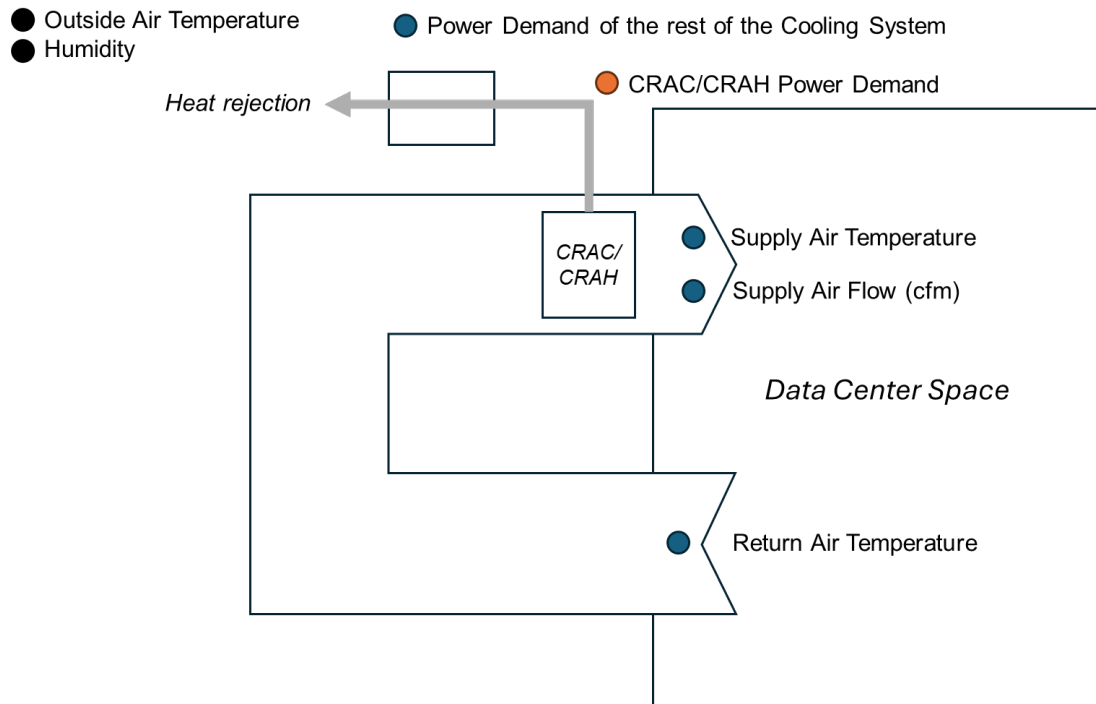 Outside Air Temperature
Humidity
Power Demand of the rest of the Cooling System
CRAC/CRAH Power Demand
Heat rejection
CRAC/
CRAH
Supply Air Temperature
Supply Air Flow (cfm)
Data Center Space
Return Air Temperature